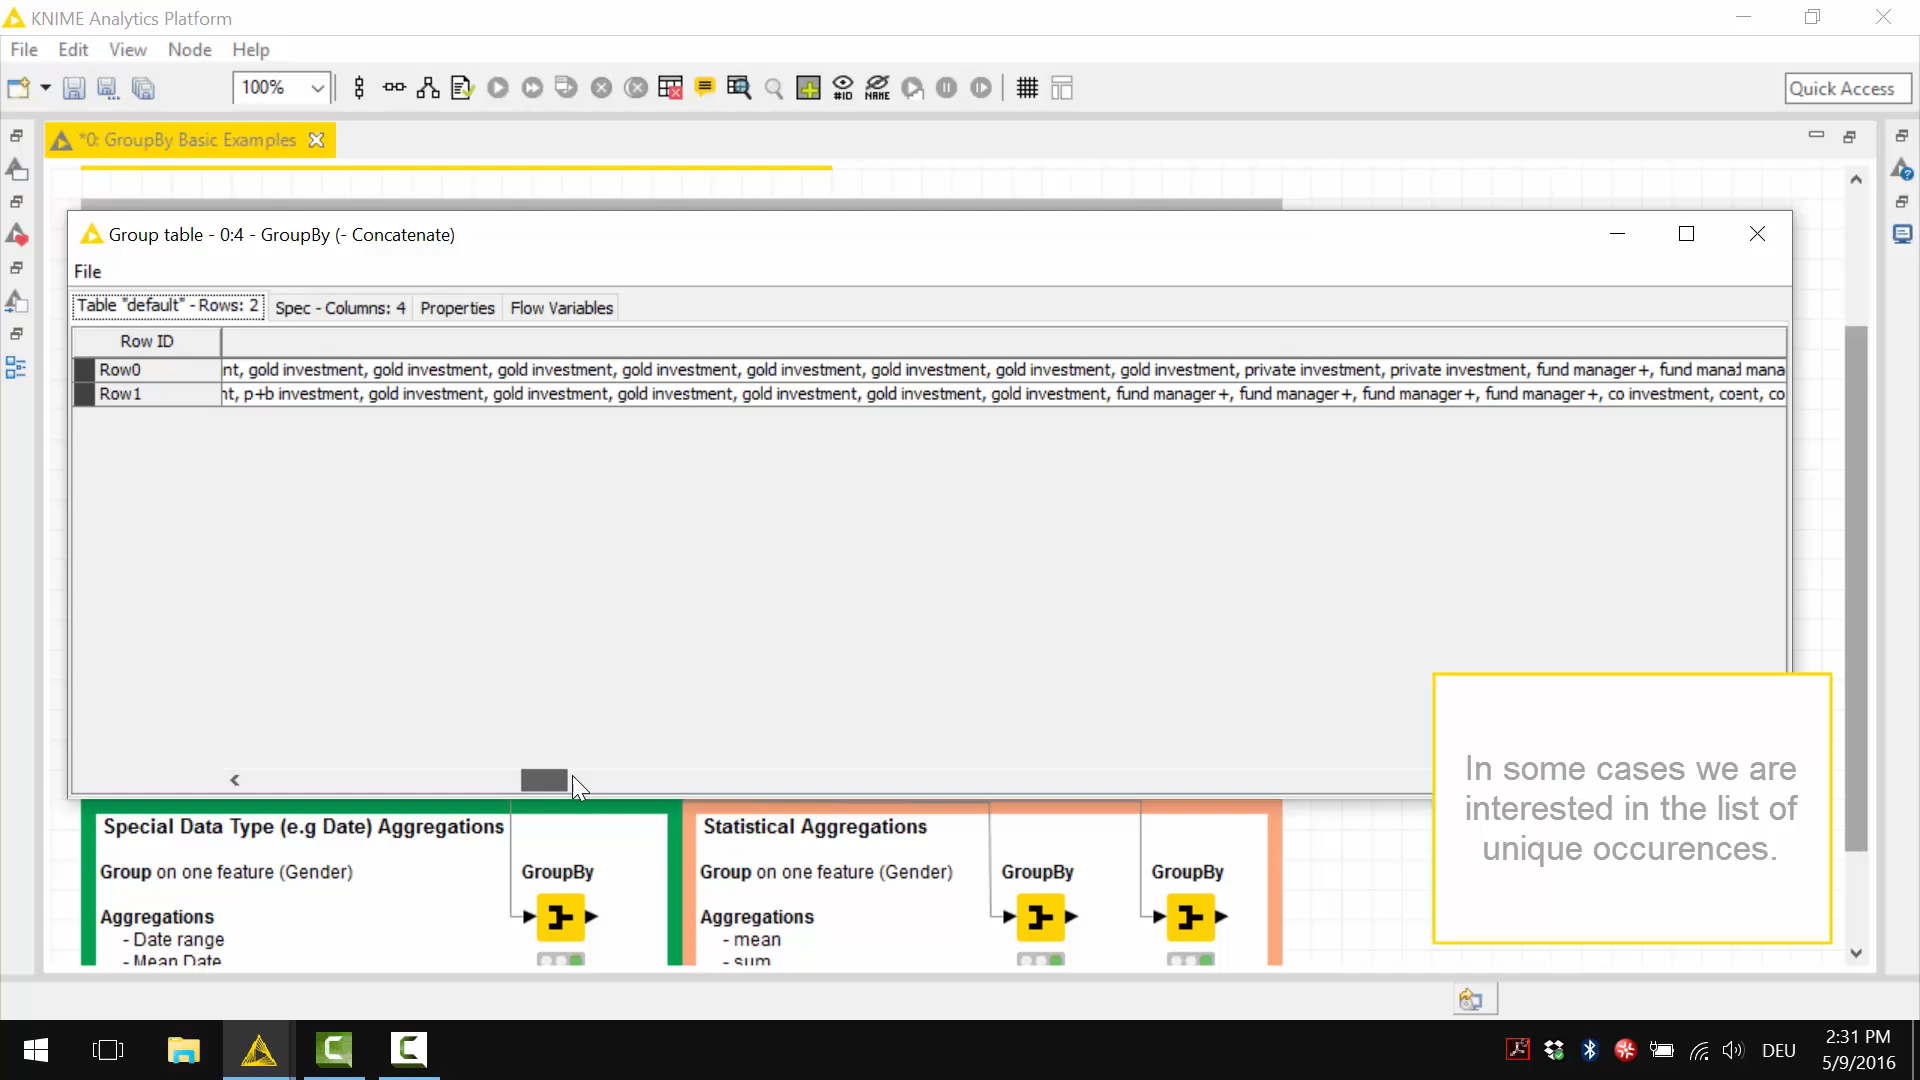 KNIME Analytics Platform
File Edit View Node Help
100%
#ID
NAME
Quick Access
*0: GroupBy Basic Examples
Group table - 0:4 - GroupBy (- Concatenate)
File
Table "default" - Rows: 2 Spec - Columns: 4 Properties Flow Variables
Row ID
Row0 nt, gold investment, gold investment, gold investment, gold investment, gold investment, gold investment, gold investment, gold investment, private investment, private investment, fund manager+, fund mana
Row1 nt, p+b investment, gold investment, gold investment, gold investment, gold investment, gold investment, gold investment, fund manager+, fund manager+, fund manager+, fund manager+, co investment, co
In some cases we are
interested in the list of
unique occurences.
Special Data Type (e.g Date) Aggregations
Group on one feature (Gender)
GroupBy
Aggregations
- Date range
- Mean Date
Statistical Aggregations
Group on one feature (Gender)
GroupBy
GroupBy
Aggregations
- mean
- sum
DEU
2:31 PM
5/9/2016